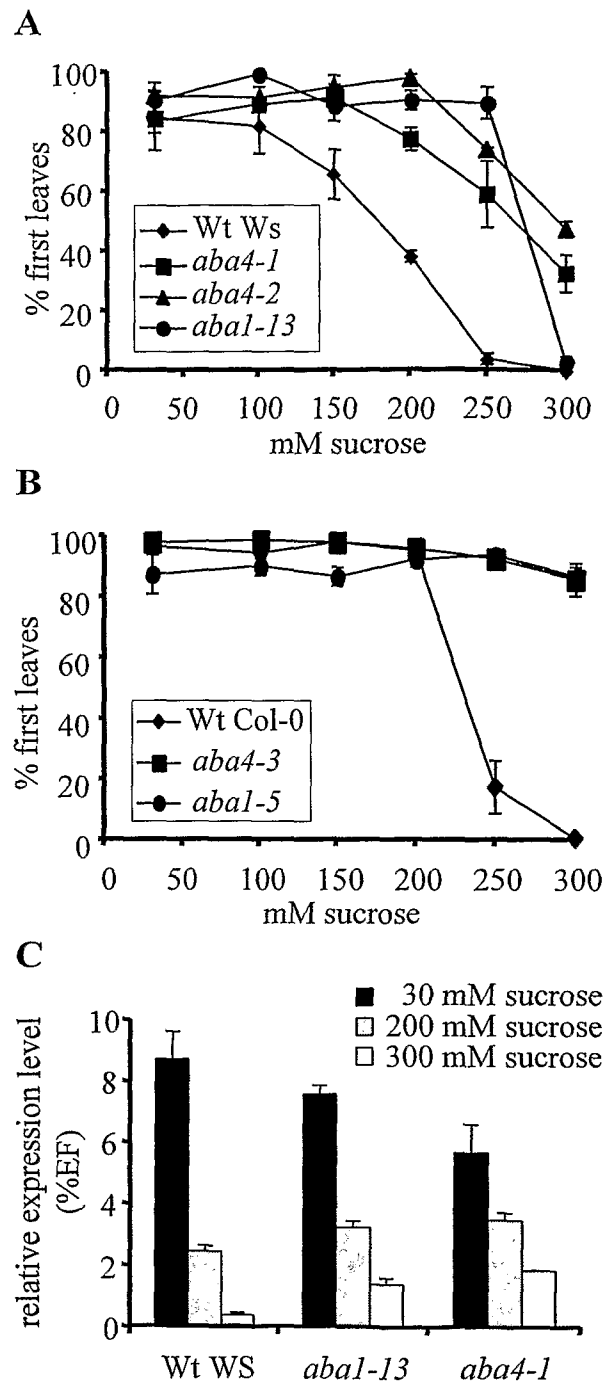 A
% first leaves
100
80
60
40
20
0
Wt Ws
aba4-1
aba4-2
aba1-13
0 50 100 150 200 250 300
mM sucrose
B
% first leaves
100
80
60
40
20
0
Wt Col-0
aba4-3
aba1-5
50 100 150 200 250 300
mM sucrose
C
30 mM sucrose
200 mM sucrose
300 mM sucrose
relative expression level
(%EF)
10
8
6
4
2
0
Wt WS aba1-13 aba4-1